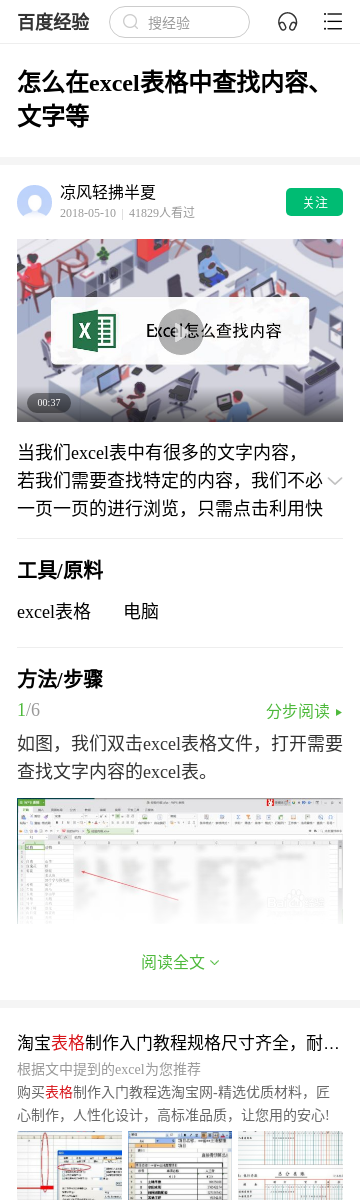 百度经验
搜经验
怎么在excel表格中查找内容、
文字等
凉风轻拂半夏
2018-05-10 | 41829人看过
关注
Excel怎么查找内容
00:37
当我们excel表中有很多的文字内容，
若我们需要查找特定的内容，我们不必
一页一页的进行浏览，只需点击利用快
工具/原料
excel表格 电脑
方法/步骤
1/6
分步阅读
如图，我们双击excel表格文件，打开需要
查找文字内容的excel表。
阅读全文
淘宝表格制作入门教程规格尺寸齐全，耐…
根据文中提到的excel为您推荐
购买表格制作入门教程选淘宝网-精选优质材料，匠
心制作，人性化设计，高标准品质，让您用的安心!